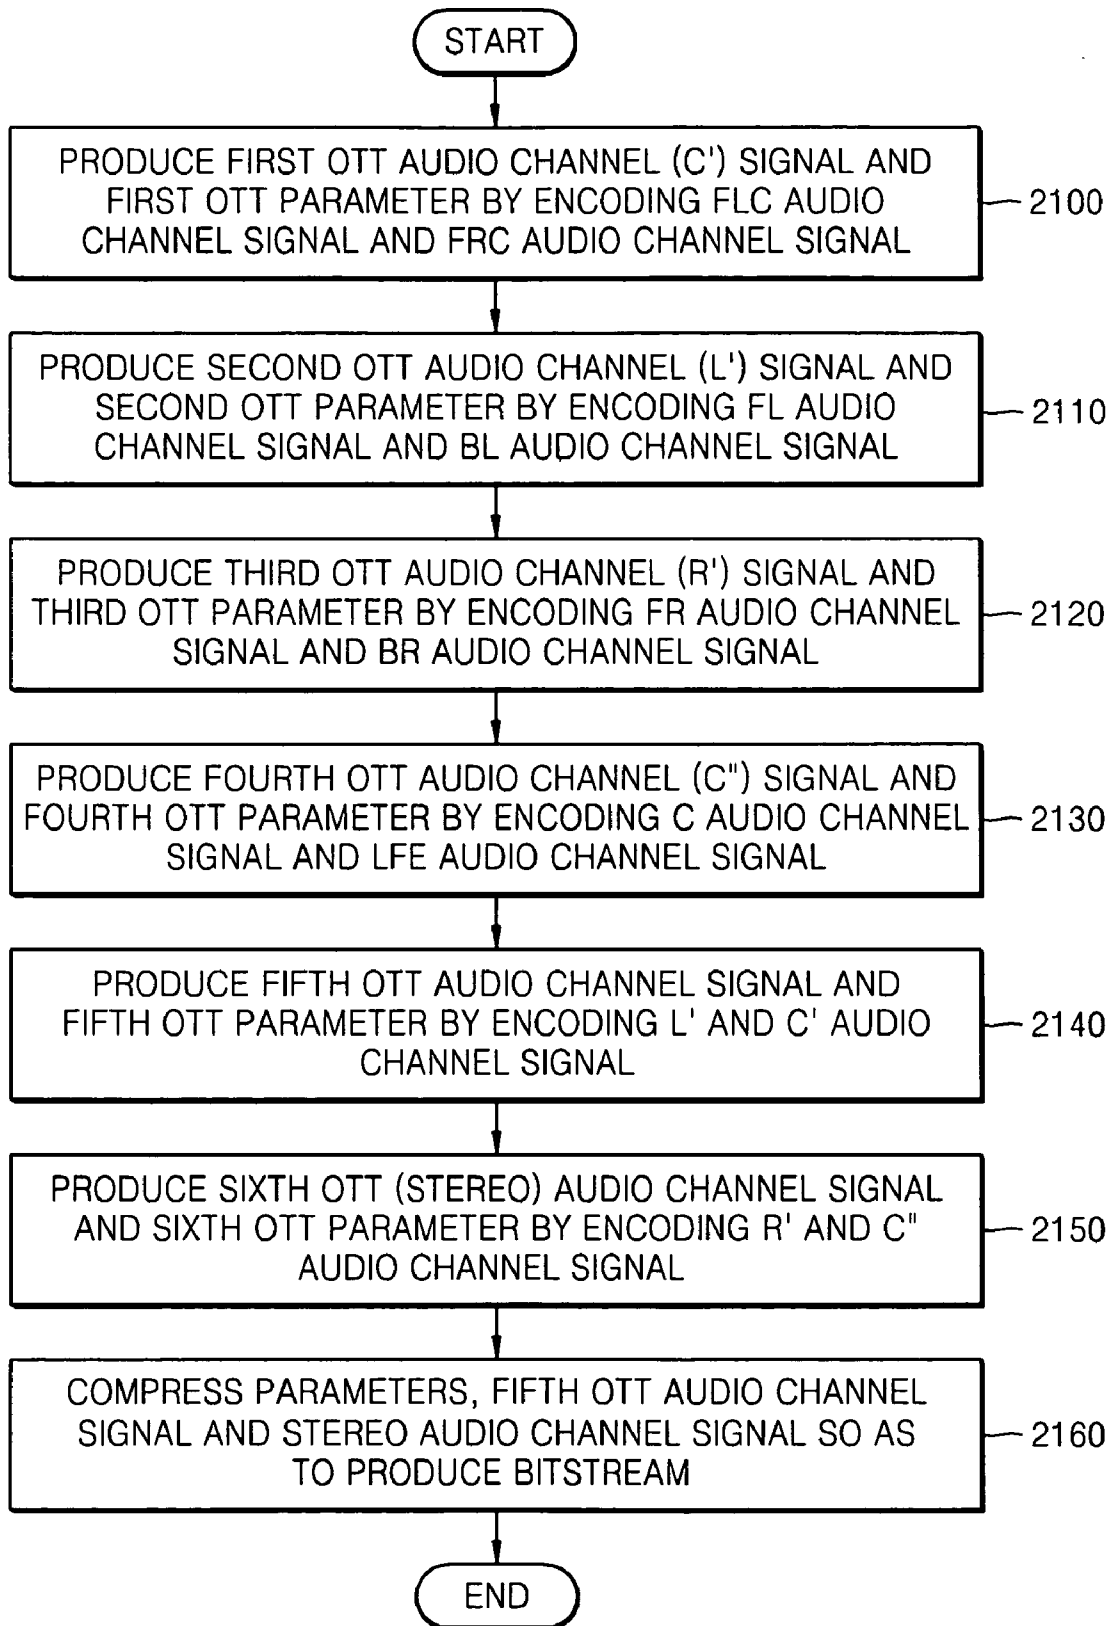 START
PRODUCE FIRST OTT AUDIO CHANNEL (C') SIGNAL AND
FIRST OTT PARAMETER BY ENCODING FLC AUDIO
CHANNEL SIGNAL AND FRC AUDIO CHANNEL SIGNAL
2100
PRODUCE SECOND OTT AUDIO CHANNEL (L') SIGNAL AND
SECOND OTT PARAMETER BY ENCODING FL AUDIO
CHANNEL SIGNAL AND BL AUDIO CHANNEL SIGNAL
2110
PRODUCE THIRD OTT AUDIO CHANNEL (R') SIGNAL AND
THIRD OTT PARAMETER BY ENCODING FR AUDIO CHANNEL
SIGNAL AND BR AUDIO CHANNEL SIGNAL
2120
PRODUCE FOURTH OTT AUDIO CHANNEL (C") SIGNAL AND
FOURTH OTT PARAMETER BY ENCODING C AUDIO CHANNEL
SIGNAL AND LFE AUDIO CHANNEL SIGNAL
2130
PRODUCE FIFTH OTT AUDIO CHANNEL SIGNAL AND
FIFTH OTT PARAMETER BY ENCODING L' AND C' AUDIO
CHANNEL SIGNAL
2140
PRODUCE SIXTH OTT (STEREO) AUDIO CHANNEL SIGNAL
AND SIXTH OTT PARAMETER BY ENCODING R' AND C"
AUDIO CHANNEL SIGNAL
2150
COMPRESS PARAMETERS, FIFTH OTT AUDIO CHANNEL
SIGNAL AND STEREO AUDIO CHANNEL SIGNAL SO AS
TO PRODUCE BITSTREAM
2160
END